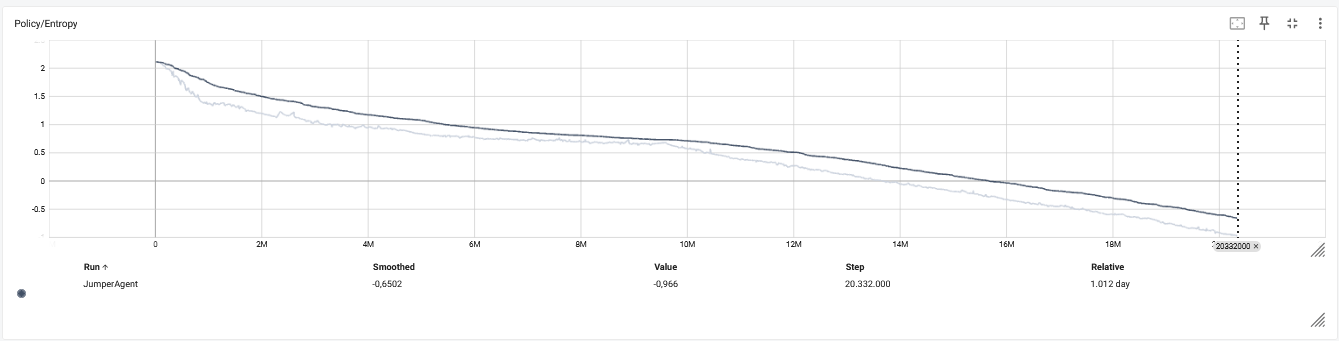 Policy/Entropy
2
1.5
1
0.5
0
-0.5
0 2M 4M 6M 8M 10M 12M 14M 16M 18M
20332000 ×
Run ↑ Smoothed Value Step Relative
JumperAgent -0,6502 -0,966 20.332.000 1.012 day